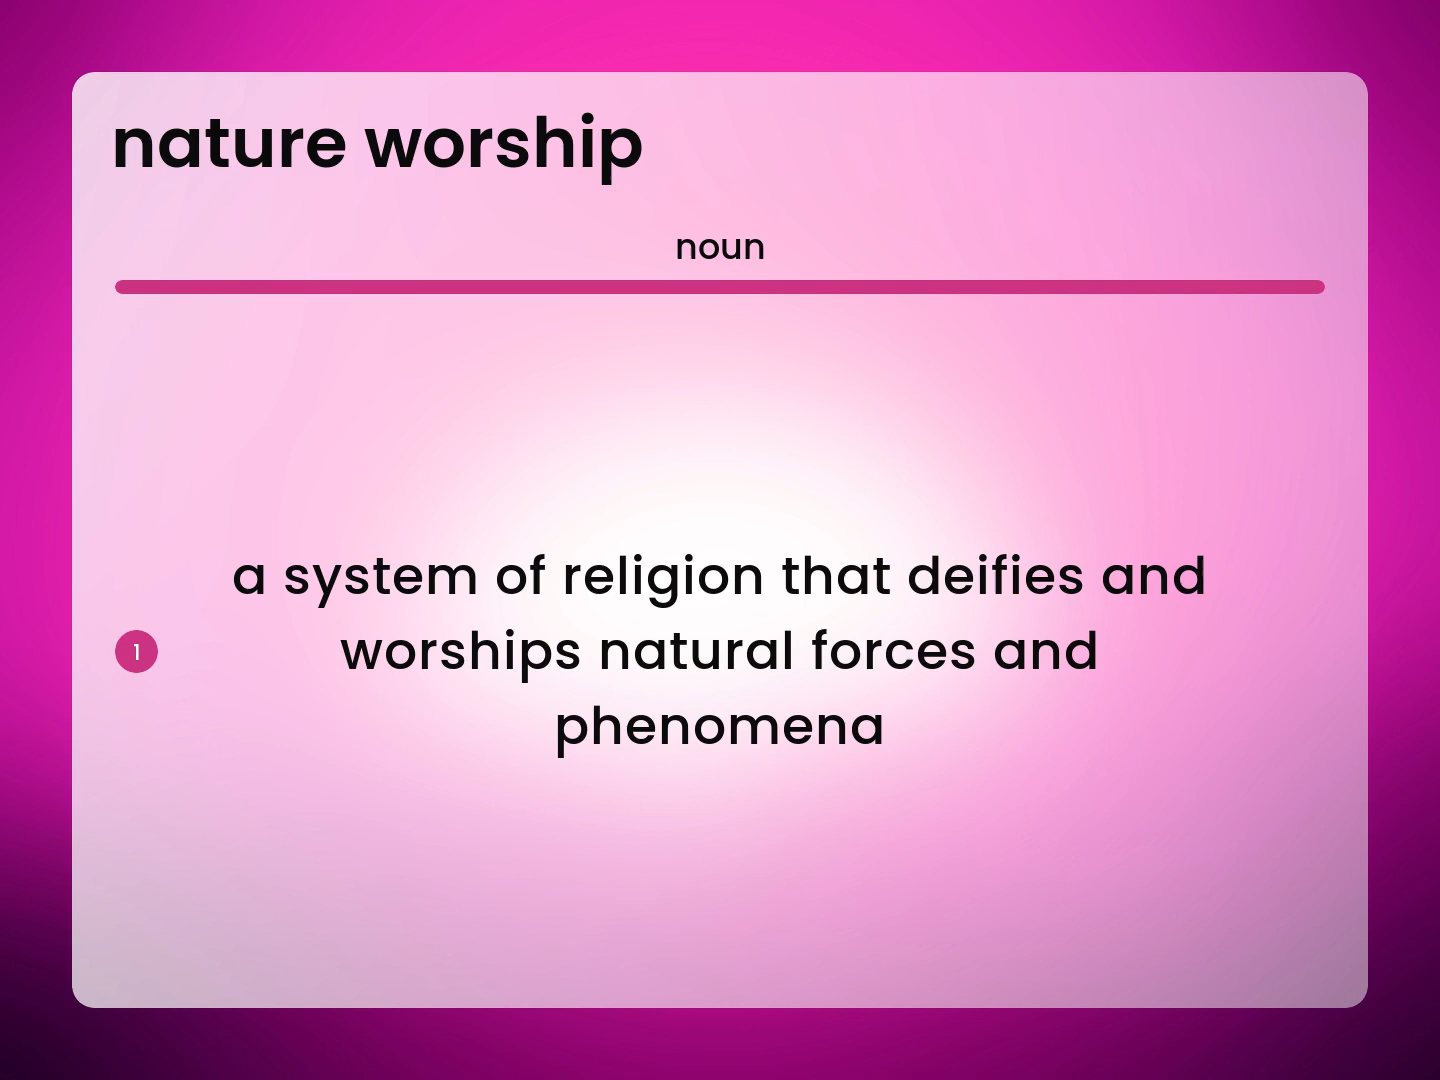 nature worship
noun
a system of religion that deifies and
1
worships natural forces and
phenomena